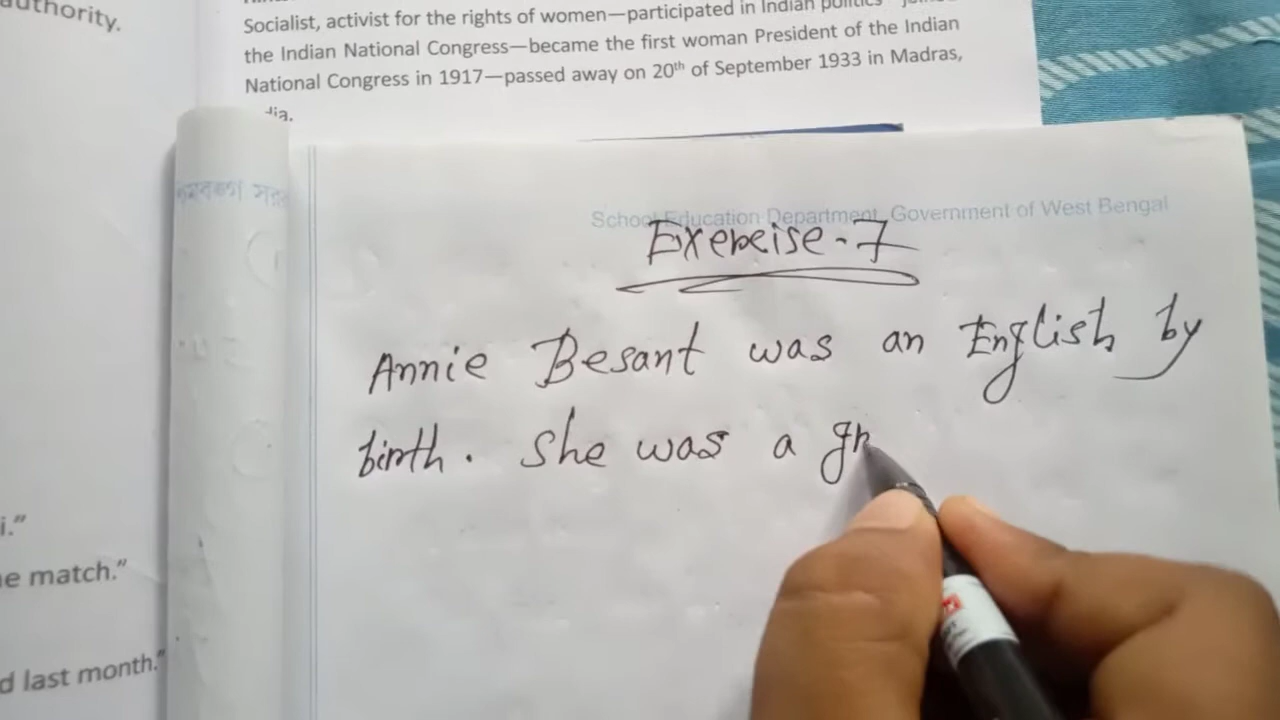 authority.
Socialist, activist for the rights of women—participated in Indian politics—
the Indian National Congress—became the first woman President of the Indian
National Congress in 1917—passed away on 20th of September 1933 in Madras,
dia.
School Education Department, Government of West Bengal
Exercise-7
Annie Besant was an English by
birth. She was a gr
i.”
e match.”
d last month.”